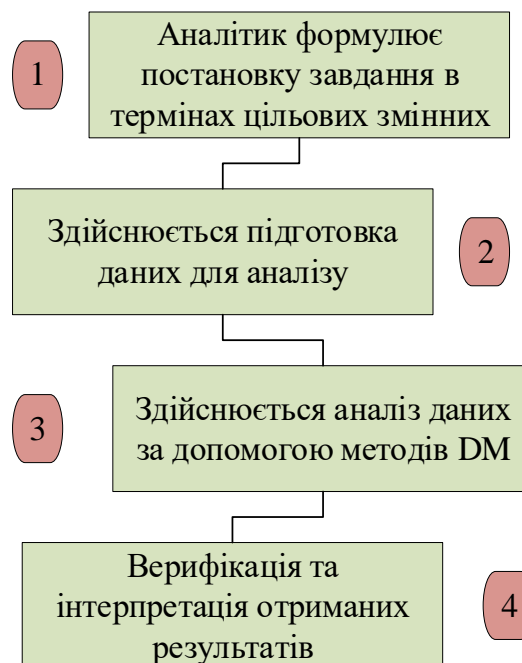 1
Аналітик формулює
постановку завдання в
термінах цільових змінних
Здійснюється підготовка
даних для аналізу
2
3
Здійснюється аналіз даних
за допомогою методів DM
Верифікація та
інтерпретація отриманих
результатів
4